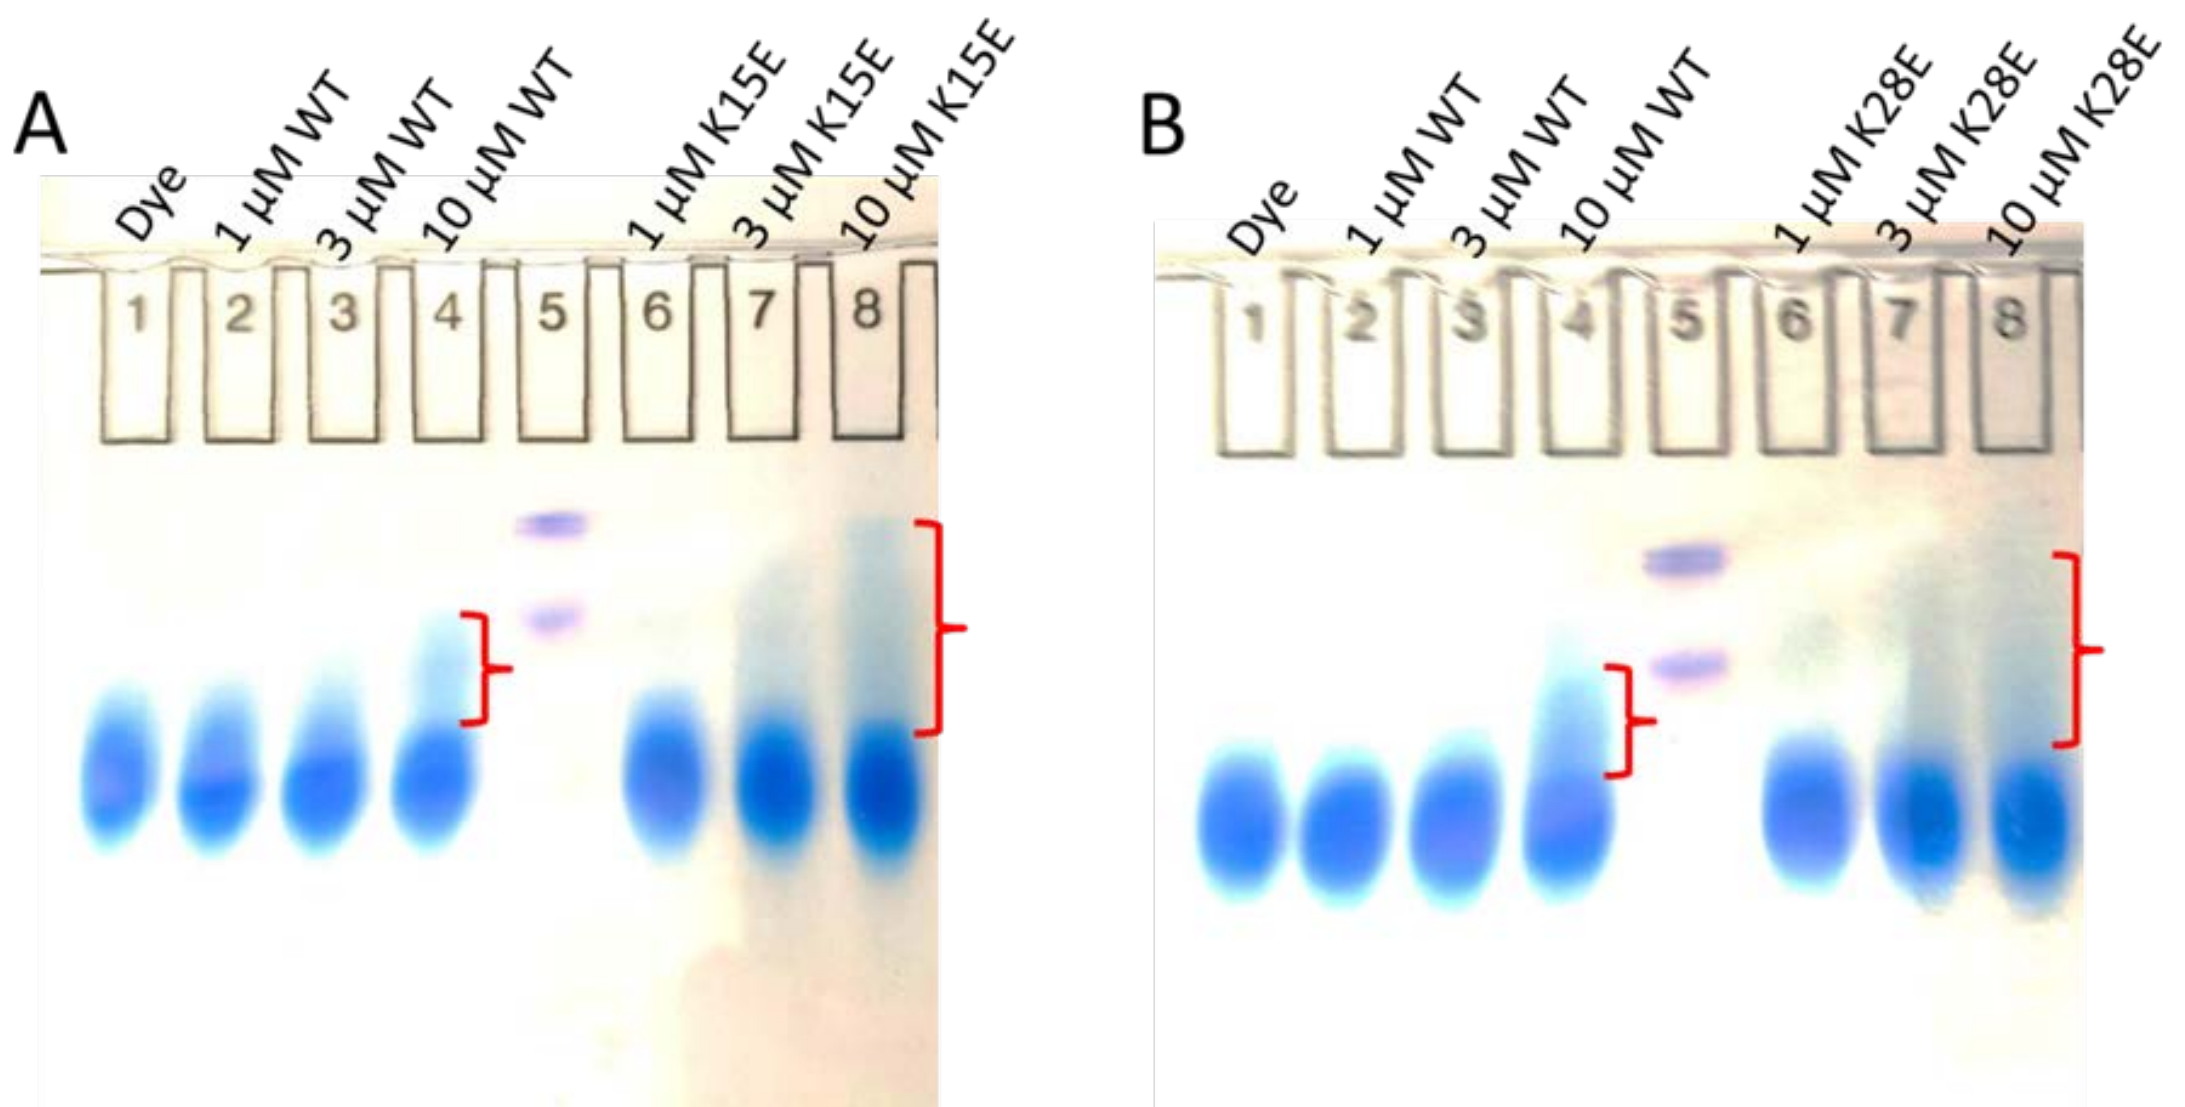 A
Dye
1 µM WT
3 µM WT
10 µM WT
1 µM K15E
3 µM K15E
10 µM K15E
1 2 3 4 5 6 7 8
B
Dye
1 µM WT
3 µM WT
10 µM WT
1 µM K28E
3 µM K28E
10 µM K28E
1 2 3 4 5 6 7 8